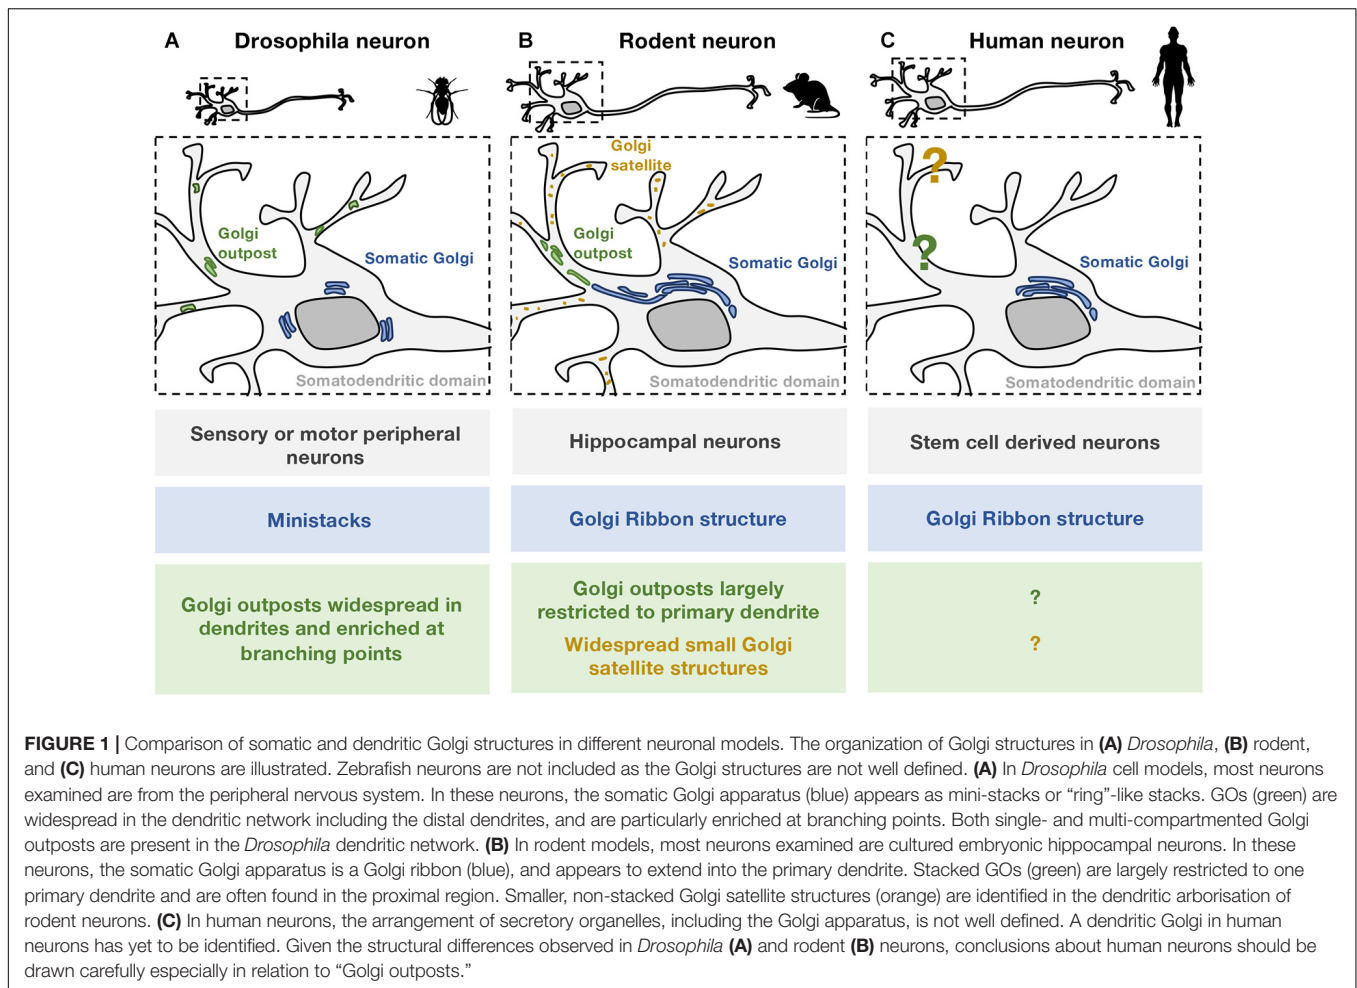 A Drosophila neuron
B Rodent neuron
C Human neuron
Golgi
outpost
Somatic Golgi
Somatodendritic domain
Golgi
satellite
Golgi
outpost
Somatic Golgi
Somatodendritic domain
?
?
Somatic Golgi
Somatodendritic domain
Sensory or motor peripheral
neurons
Hippocampal neurons
Stem cell derived neurons
Ministacks
Golgi Ribbon structure
Golgi Ribbon structure
Golgi outposts widespread in
dendrites and enriched at
branching points
Golgi outposts largely
restricted to primary dendrite
Widespread small Golgi
satellite structures
?
?
FIGURE 1 | Comparison of somatic and dendritic Golgi structures in different neuronal models. The organization of Golgi structures in (A) Drosophila, (B) rodent,
and (C) human neurons are illustrated. Zebrafish neurons are not included as the Golgi structures are not well defined. (A) In Drosophila cell models, most neurons
examined are from the peripheral nervous system. In these neurons, the somatic Golgi apparatus (blue) appears as mini-stacks or “ring”-like stacks. GOs (green) are
widespread in the dendritic network including the distal dendrites, and are particularly enriched at branching points. Both single- and multi-compartmented Golgi
outposts are present in the Drosophila dendritic network. (B) In rodent models, most neurons examined are cultured embryonic hippocampal neurons. In these
neurons, the somatic Golgi apparatus is a Golgi ribbon (blue), and appears to extend into the primary dendrite. Stacked GOs (green) are largely restricted to one
primary dendrite and are often found in the proximal region. Smaller, non-stacked Golgi satellite structures (orange) are identified in the dendritic arborisation of
rodent neurons. (C) In human neurons, the arrangement of secretory organelles, including the Golgi apparatus, is not well defined. A dendritic Golgi in human
neurons has yet to be identified. Given the structural differences observed in Drosophila (A) and rodent (B) neurons, conclusions about human neurons should be
drawn carefully especially in relation to “Golgi outposts.”